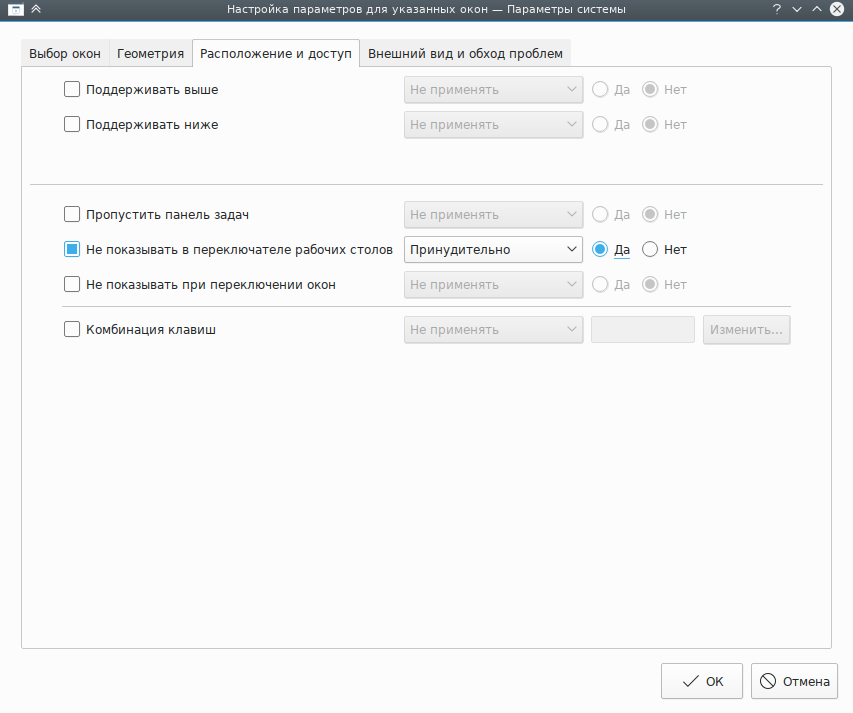 Настройка параметров для указанных окон — Параметры системы
Выбор окон Геометрия Расположение и доступ Внешний вид и обход проблем
Поддерживать выше Не применять Да Нет
Поддерживать ниже Не применять Да Нет
Пропустить панель задач Не применять Да Нет
Не показывать в переключателе рабочих столов Принудительно Да Нет
Не показывать при переключении окон Не применять Да Нет
Комбинация клавиш Не применять Изменить...
ОК Отмена